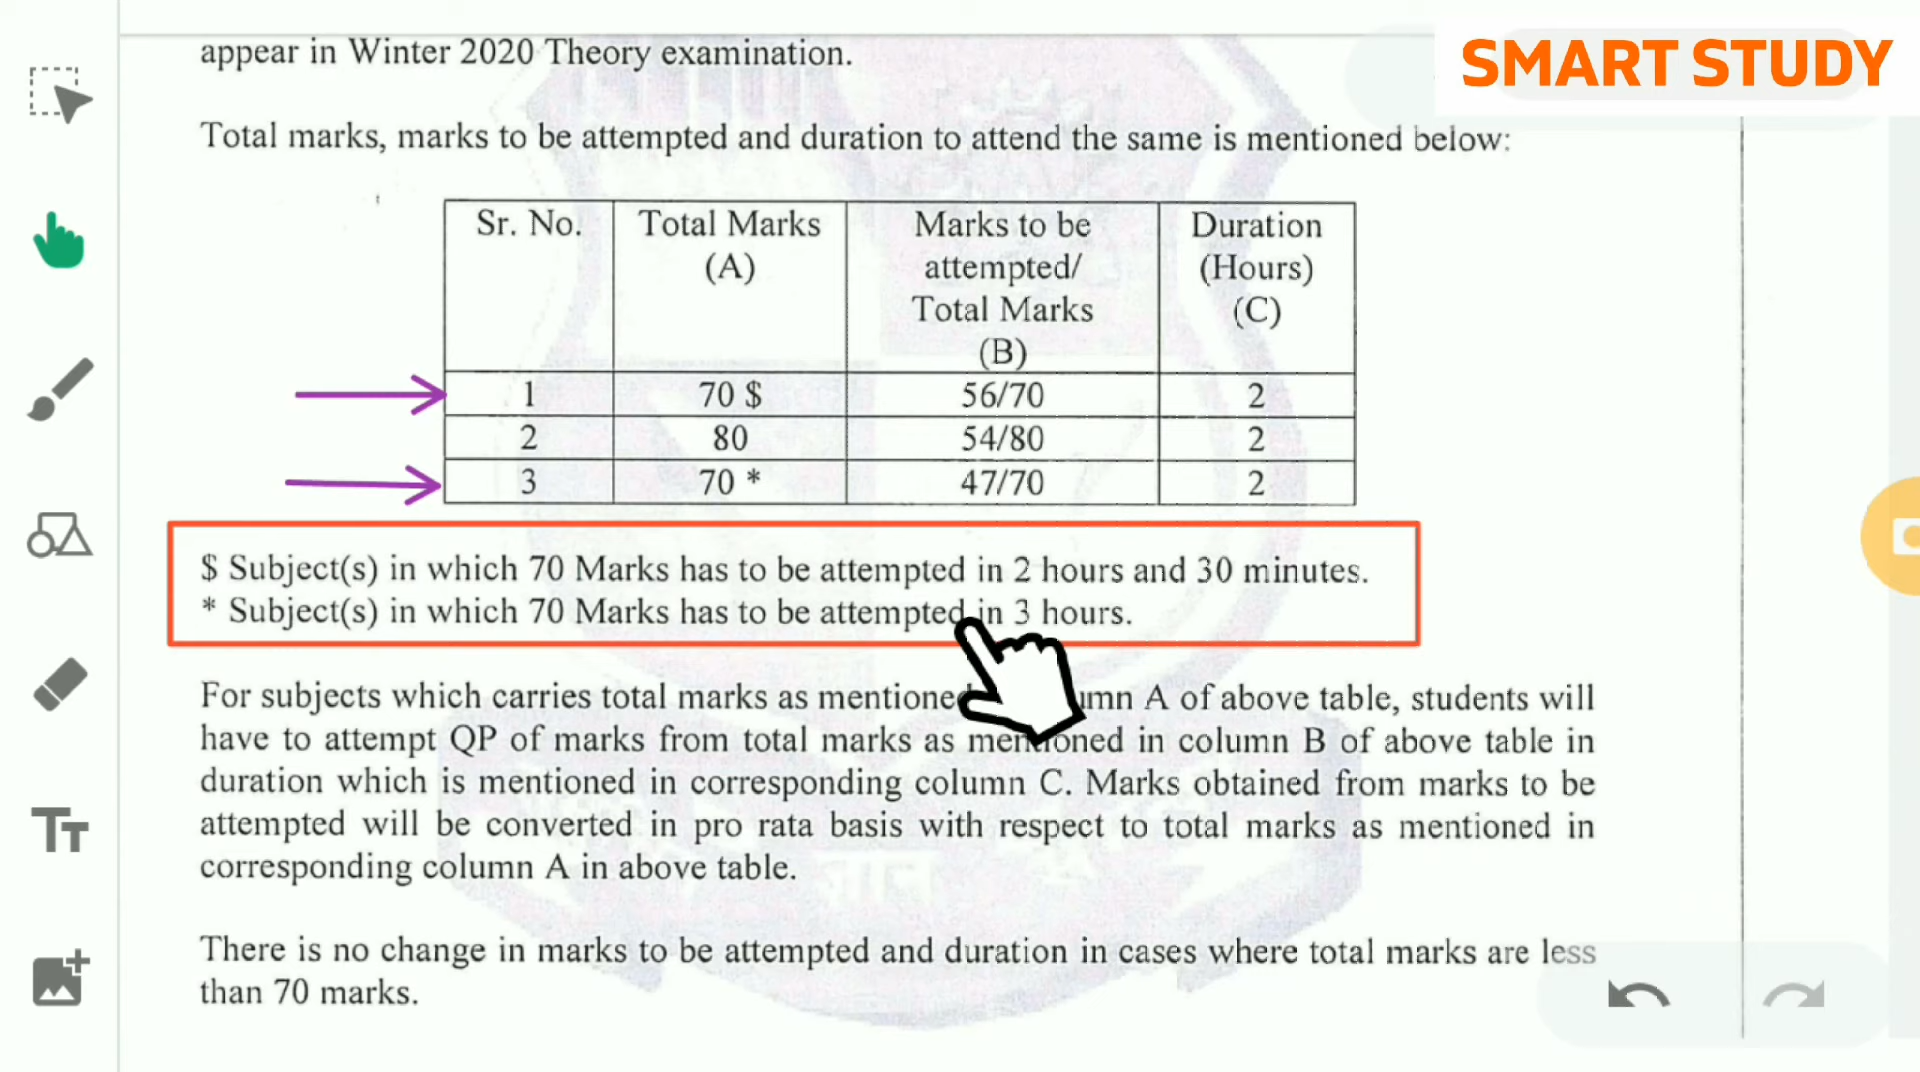 SMART STUDY
appear in Winter 2020 Theory examination.
Total marks, marks to be attempted and duration to attend the same is mentioned below:
Sr. No. Total Marks (A) Marks to be attempted/ Total Marks (B) Duration (Hours) (C)
1 70 $ 56/70 2
2 80 54/80 2
3 70 * 47/70 2
$ Subject(s) in which 70 Marks has to be attempted in 2 hours and 30 minutes.
* Subject(s) in which 70 Marks has to be attempted in 3 hours.
For subjects which carries total marks as mentioned A of above table, students will
have to attempt QP of marks from total marks as mentioned in column B of above table in
duration which is mentioned in corresponding column C. Marks obtained from marks to be
attempted will be converted in pro rata basis with respect to total marks as mentioned in
corresponding column A in above table.
There is no change in marks to be attempted and duration in cases where total marks are less
than 70 marks.
TT